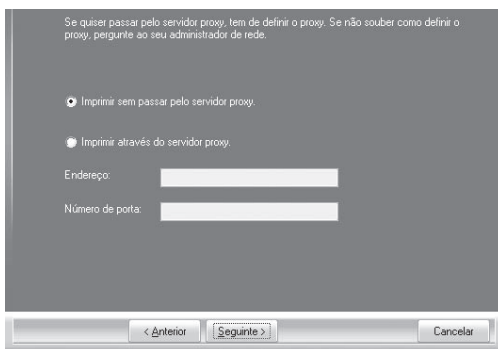 Se quiser passar pelo servidor proxy, tem de definir o proxy. Se não souber como definir o
proxy, pergunte ao seu administrador de rede.
Imprimir sem passar pelo servidor proxy.
Imprimir através do servidor proxy.
Endereço:
Número de porta:
< Anterior
Seguinte >
Cancelar